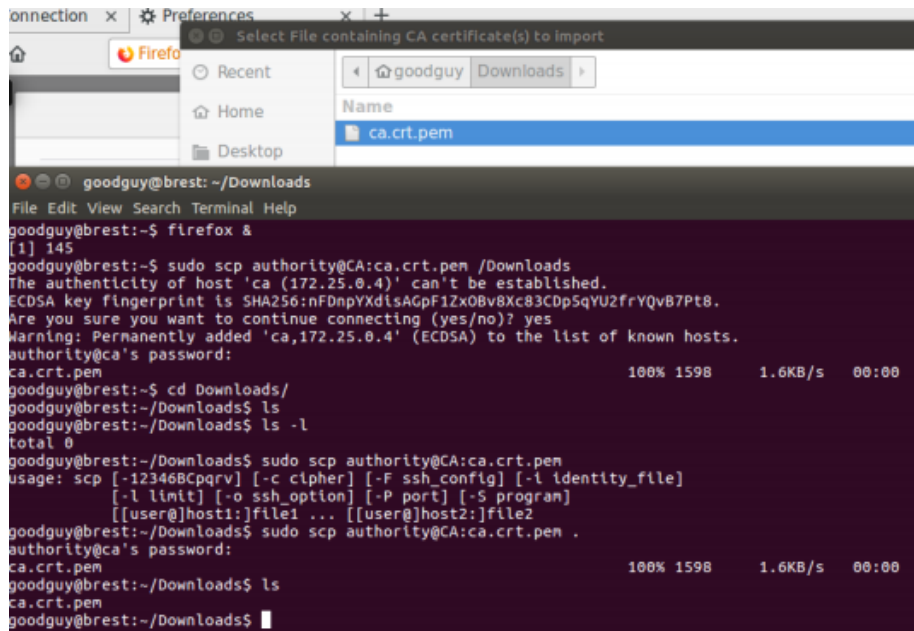 onnection × Preferences × +
Firefo
Select File containing CA certificate(s) to import
Recent
goodguy Downloads
Home
Name
ca.crt.pem
Desktop
goodguy@brest: ~/Downloads
File Edit View Search Terminal Help
goodguy@brest:~$ firefox &
[1] 145
goodguy@brest:~$ sudo scp authority@CA:ca.crt.pem /Downloads
The authenticity of host 'ca (172.25.0.4)' can't be established.
ECDSA key fingerprint is SHA256:nFDnpYXdisAGpF1ZxOBv8Xc83CDpSqYU2frYQvB7Pt8.
Are you sure you want to continue connecting (yes/no)? yes
Warning: Permanently added 'ca,172.25.0.4' (ECDSA) to the list of known hosts.
authority@ca's password:
ca.crt.pem 100% 1598 1.6KB/s 00:00
goodguy@brest:~$ cd Downloads/
goodguy@brest:~/Downloads$ ls
goodguy@brest:~/Downloads$ ls -l
total 0
goodguy@brest:~/Downloads$ sudo scp authority@CA:ca.crt.pem
usage: scp [-12346BCpqrv] [-c cipher] [-F ssh_config] [-i identity_file]
[-l limit] [-o ssh_option] [-P port] [-S program]
[[user@]host1:]file1 ... [[user@]host2:]file2
goodguy@brest:~/Downloads$ sudo scp authority@CA:ca.crt.pem .
authority@ca's password:
ca.crt.pem 100% 1598 1.6KB/s 00:00
goodguy@brest:~/Downloads$ ls
ca.crt.pem
goodguy@brest:~/Downloads$